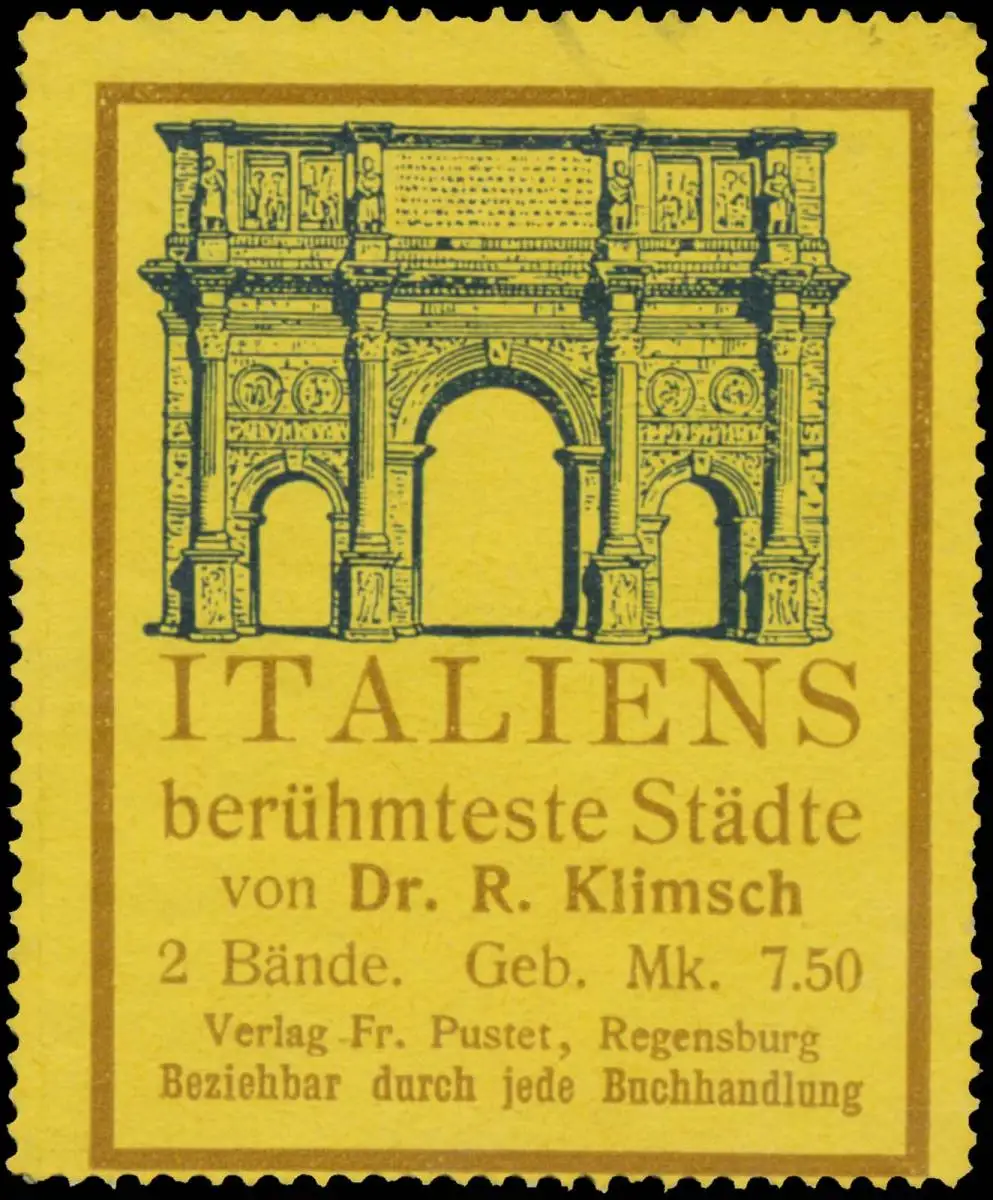 ITALIENS
berühmteste Städte
von Dr. R. Klimsch
2 Bände. Geb. Mk. 7.50
Verlag Fr. Pustet, Regensburg
Beziehbar durch jede Buchhandlung